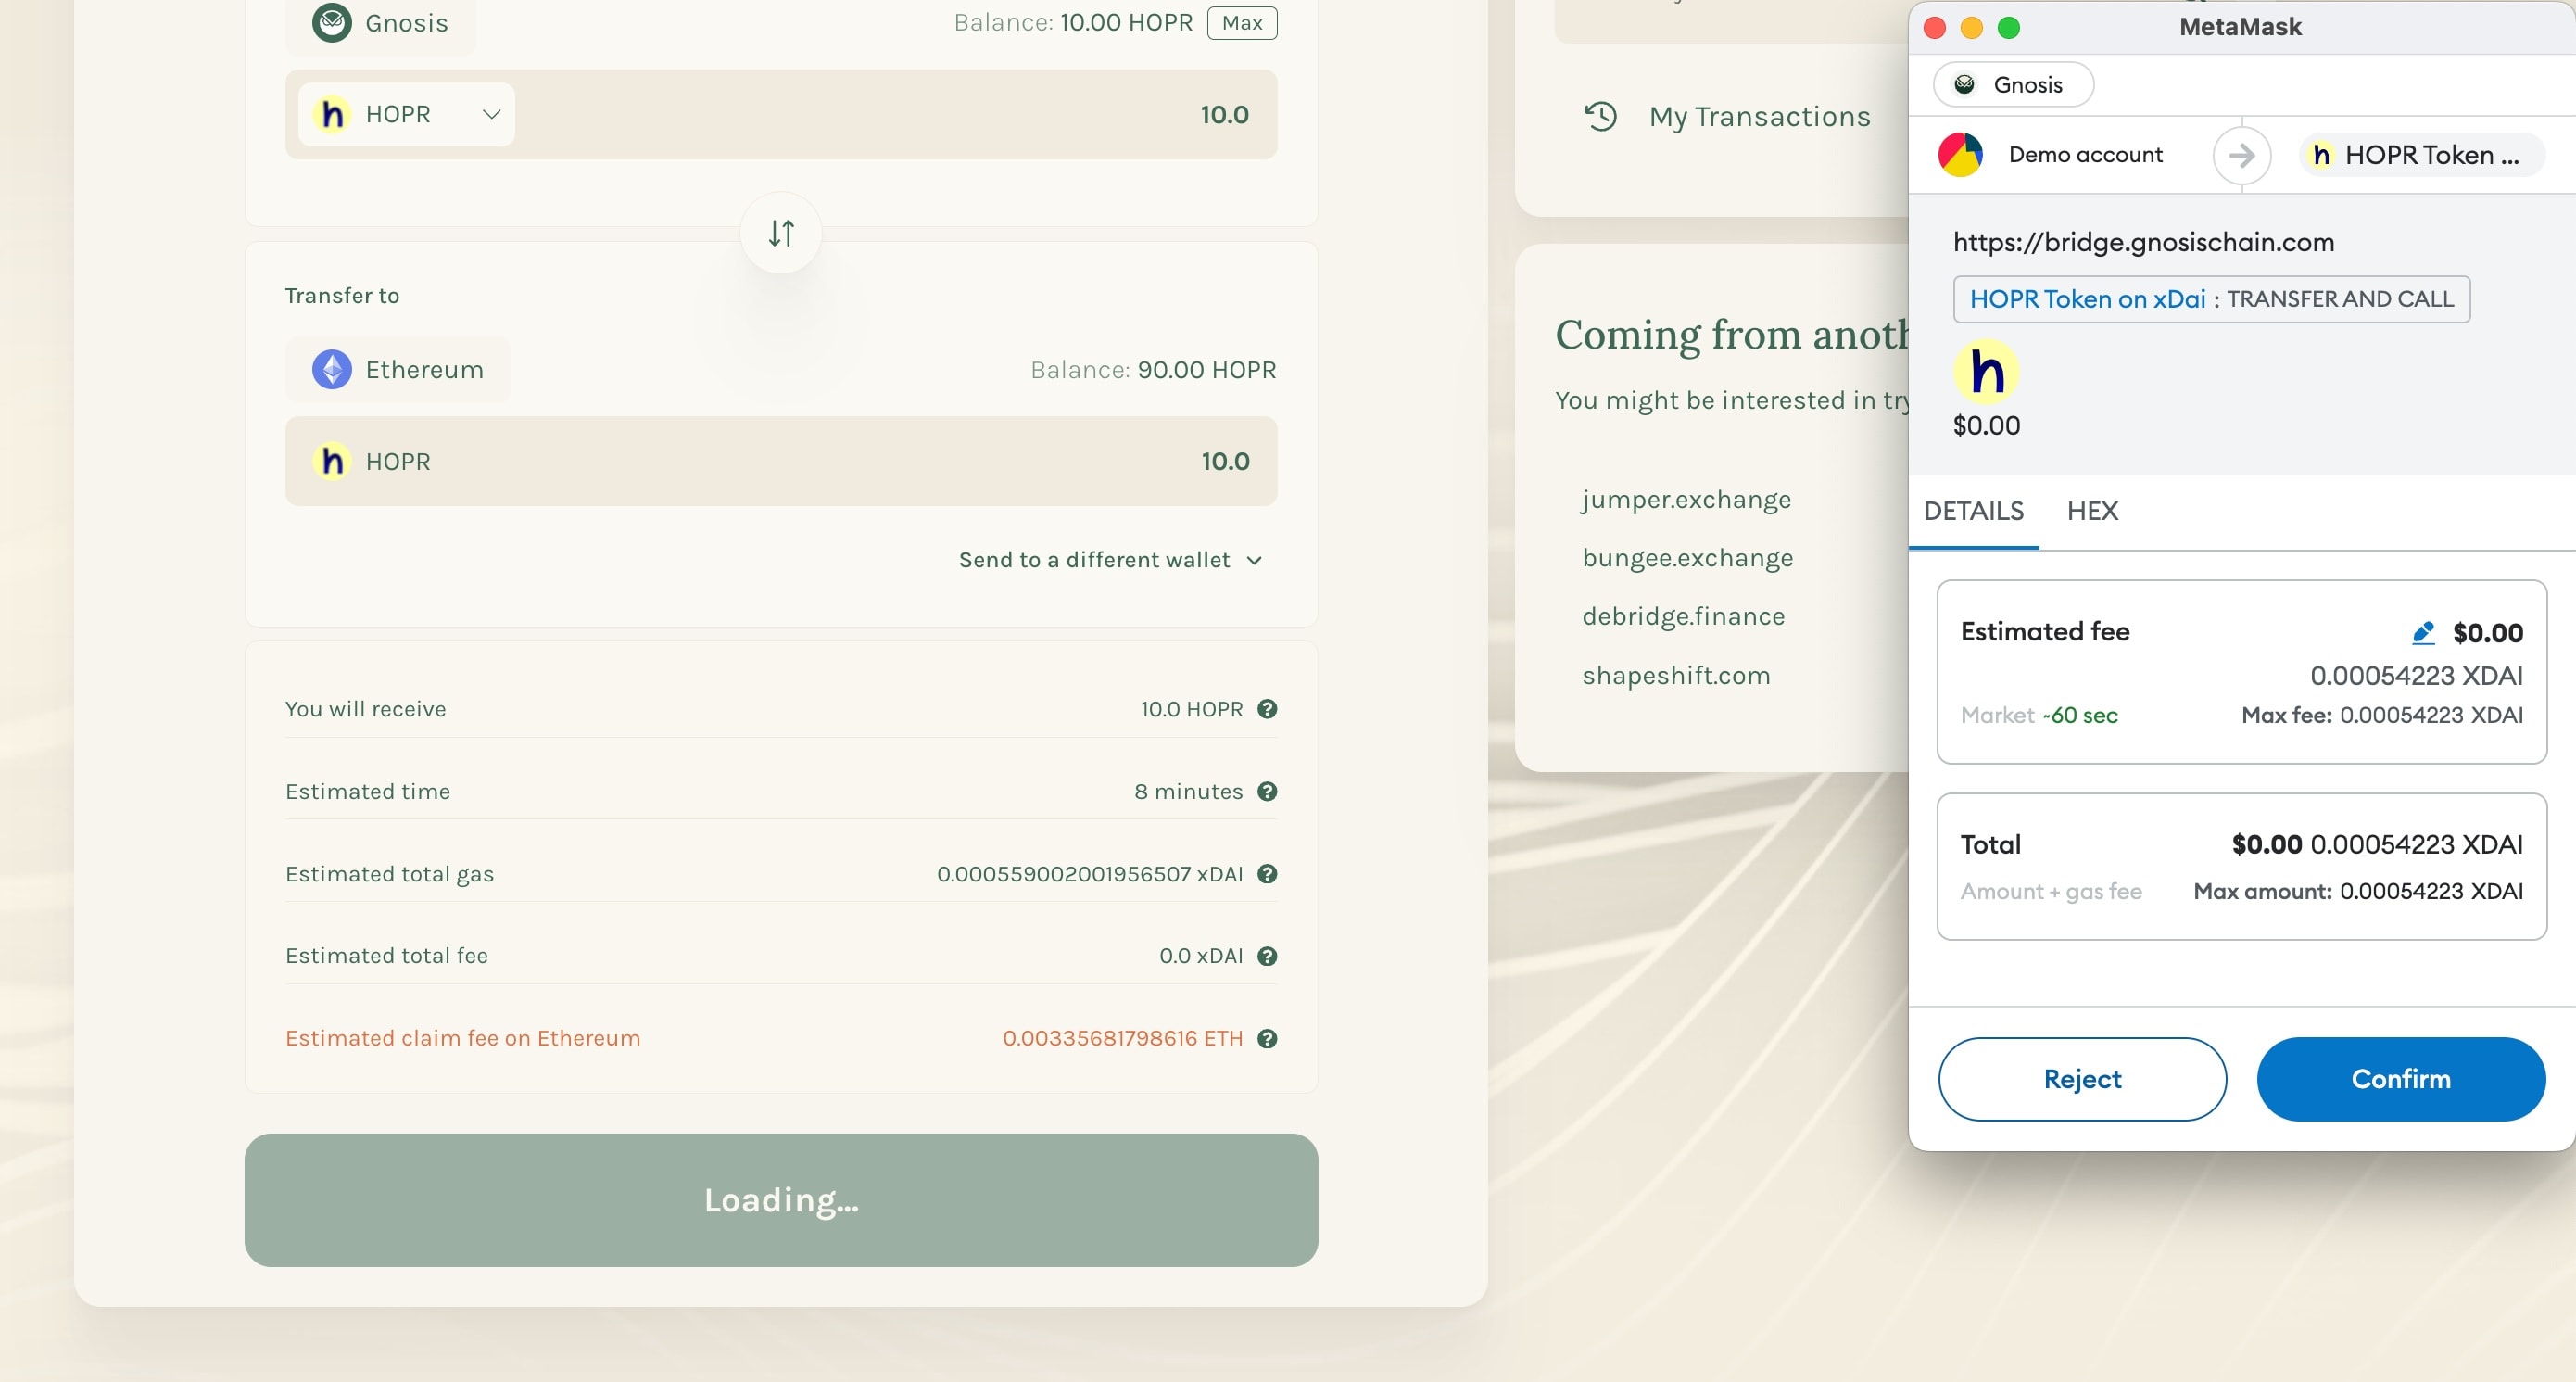 Gnosis
Balance: 10.00 HOPR Max
HOPR
10.0
Transfer to
Ethereum
Balance: 90.00 HOPR
HOPR
10.0
Send to a different wallet
You will receive
10.0 HOPR
Estimated time
8 minutes
Estimated total gas
0.000559002001956507 xDAI
Estimated total fee
0.0 xDAI
Estimated claim fee on Ethereum
0.00335681798616 ETH
Loading...
My Transactions
Coming from anoth
You might be interested in try
jumper.exchange
bungee.exchange
debridge.finance
shapeshift.com
MetaMask
Gnosis
Demo account
HOPR Token ...
https://bridge.gnosischain.com
HOPR Token on xDai : TRANSFER AND CALL
$0.00
DETAILS HEX
Estimated fee
$0.00
0.00054223 XDAI
Market ~60 sec
Max fee: 0.00054223 XDAI
Total
$0.00 0.00054223 XDAI
Amount + gas fee
Max amount: 0.00054223 XDAI
Reject
Confirm